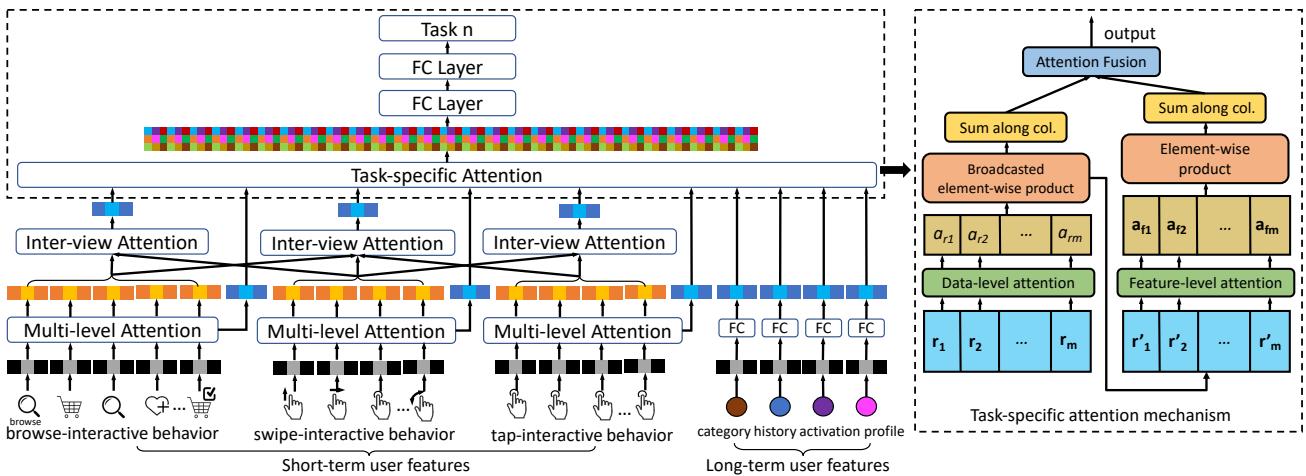 Task n
FC Layer
FC Layer
Task-specific Attention
Inter-view Attention
Inter-view Attention
Inter-view Attention
Multi-level Attention
Multi-level Attention
Multi-level Attention
FC
FC
FC
FC
browse
...
...
...
browse-interactive behavior
swipe-interactive behavior
tap-interactive behavior
category history activation profile
Short-term user features
Long-term user features
output
Attention Fusion
Sum along col.
Sum along col.
Broadcasted
element-wise product
Element-wise
product
a_r1 a_r2 ... a_rm
a_f1 a_f2 ... a_fm
Data-level attention
Feature-level attention
r_1 r_2 ... r_m
r'_1 r'_2 ... r'_m
Task-specific attention mechanism